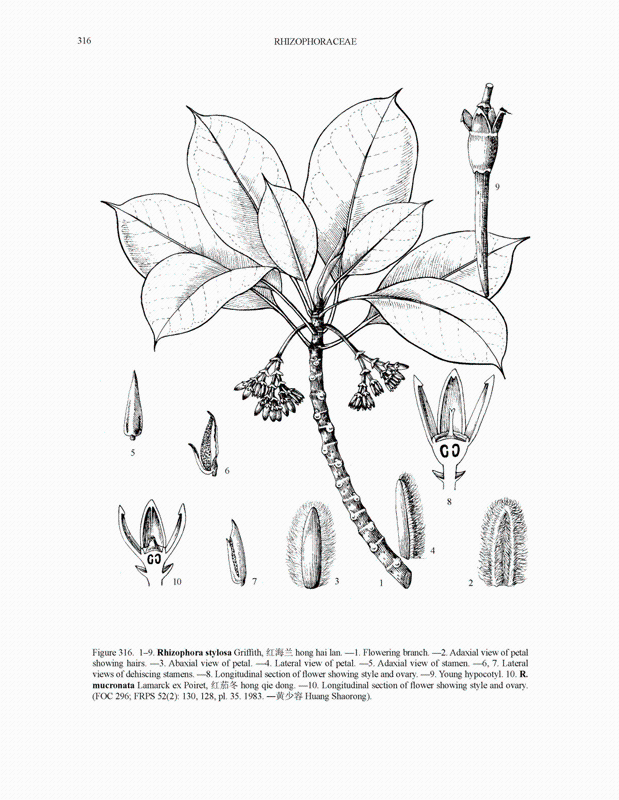 316
RHIZOPHORACEAE
9
5
6
8
4
10
7
3
1
2
Figure 316. 1–9. Rhizophora stylosa Griffith, 红海兰 hong hai lan. —1. Flowering branch. —2. Adaxial view of petal
showing hairs. —3. Abaxial view of petal. —4. Lateral view of petal. —5. Adaxial view of stamen. —6, 7. Lateral
views of dehiscing stamens. —8. Longitudinal section of flower showing style and ovary. —9. Young hypocotyl. 10. R.
mucronata Lamarck ex Poiret, 红茄冬 hong qie dong. —10. Longitudinal section of flower showing style and ovary.
(FOC 296; FRPS 52(2): 130, 128, pl. 35. 1983. —黄少容 Huang Shaorong).